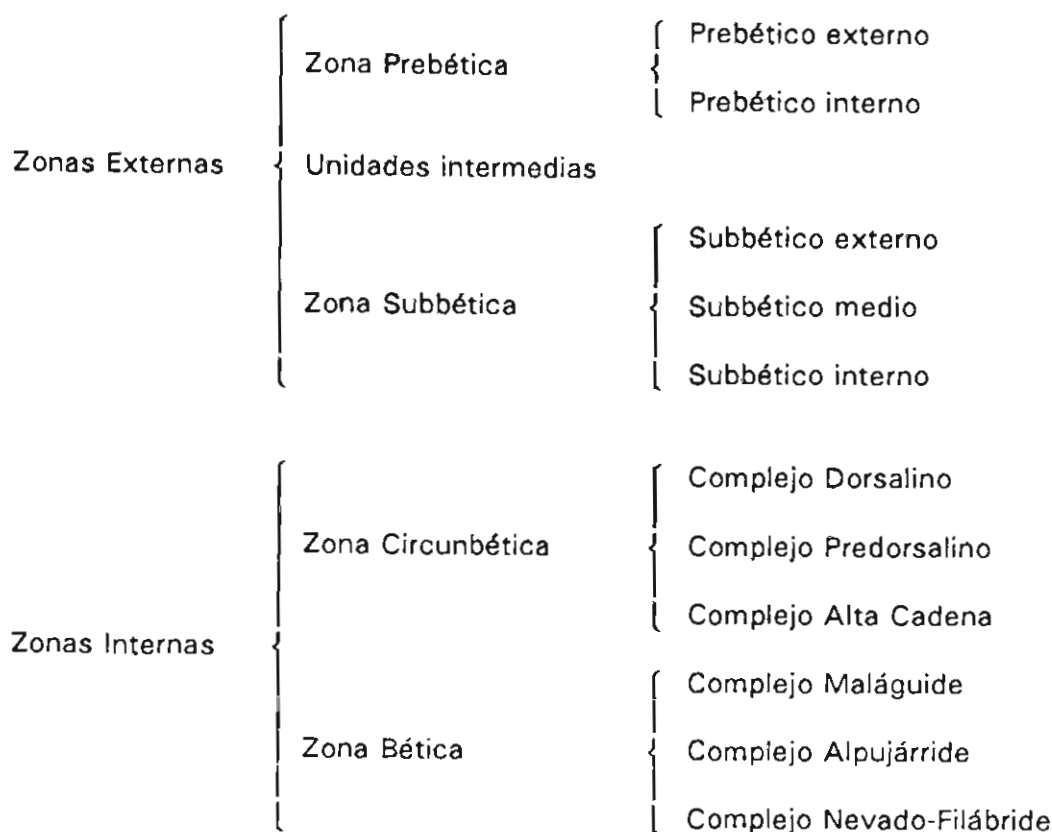 Prebético externo
Zona Prebética
Prebético interno
Zonas Externas
Unidades intermedias
Subbético externo
Zona Subbética
Subbético medio
Subbético interno
Complejo Dorsalino
Zona Circunbética
Complejo Predorsalino
Complejo Alta Cadena
Zonas Internas
Complejo Maláguide
Zona Bética
Complejo Alpujárride
Complejo Nevado-Filábride